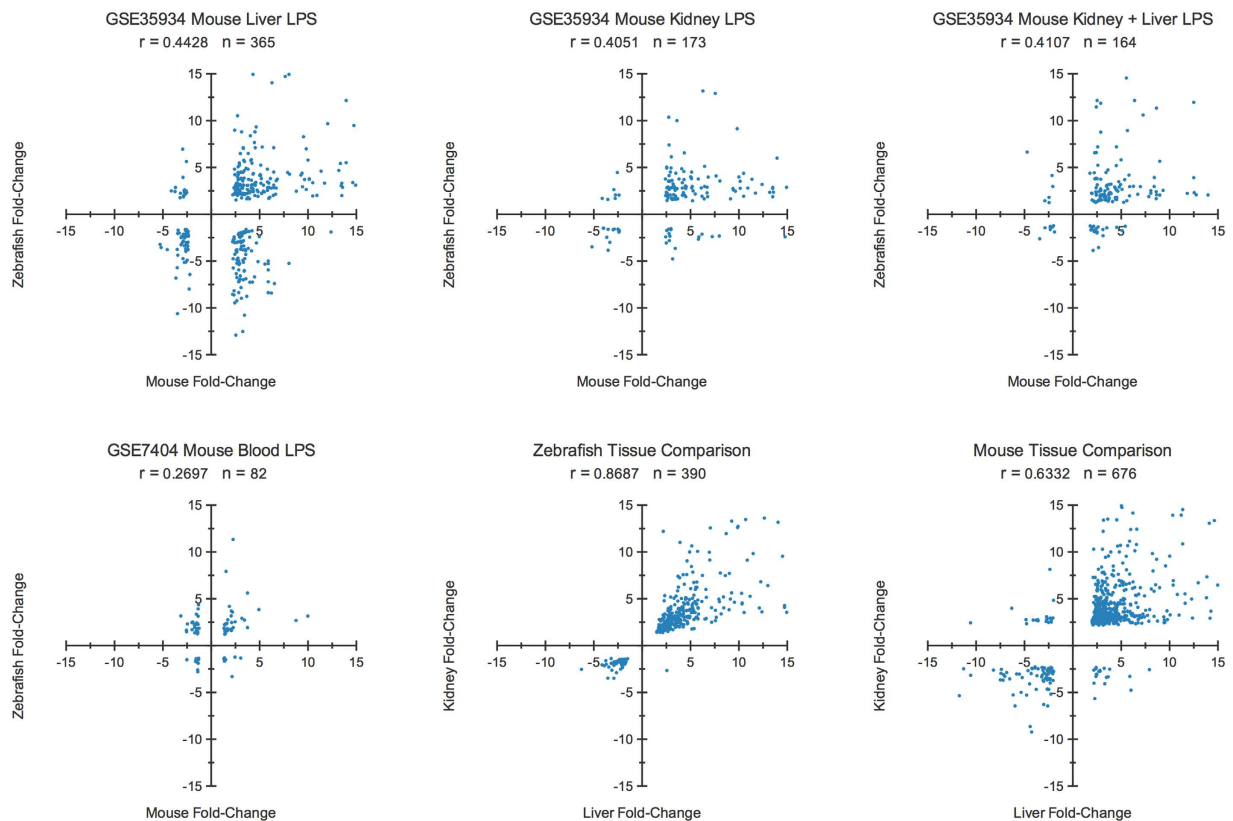 GSE35934 Mouse Liver LPS
r = 0.4428 n = 365
15
10
5
-15 -10 -5 5 10 15
-5
-10
-15
Zebrafish Fold-Change
Mouse Fold-Change
GSE35934 Mouse Kidney LPS
r = 0.4051 n = 173
15
10
5
-15 -10 -5 5 10 15
-5
-10
-15
Zebrafish Fold-Change
Mouse Fold-Change
GSE35934 Mouse Kidney + Liver LPS
r = 0.4107 n = 164
15
10
5
-15 -10 -5 5 10 15
-5
-10
-15
Zebrafish Fold-Change
Mouse Fold-Change
GSE7404 Mouse Blood LPS
r = 0.2697 n = 82
15
10
5
-15 -10 -5 5 10 15
-5
-10
-15
Zebrafish Fold-Change
Mouse Fold-Change
Zebrafish Tissue Comparison
r = 0.8687 n = 390
15
10
5
-15 -10 -5 5 10 15
-5
-10
-15
Kidney Fold-Change
Liver Fold-Change
Mouse Tissue Comparison
r = 0.6332 n = 676
15
10
5
-15 -10 -5 5 10 15
-5
-10
-15
Kidney Fold-Change
Liver Fold-Change